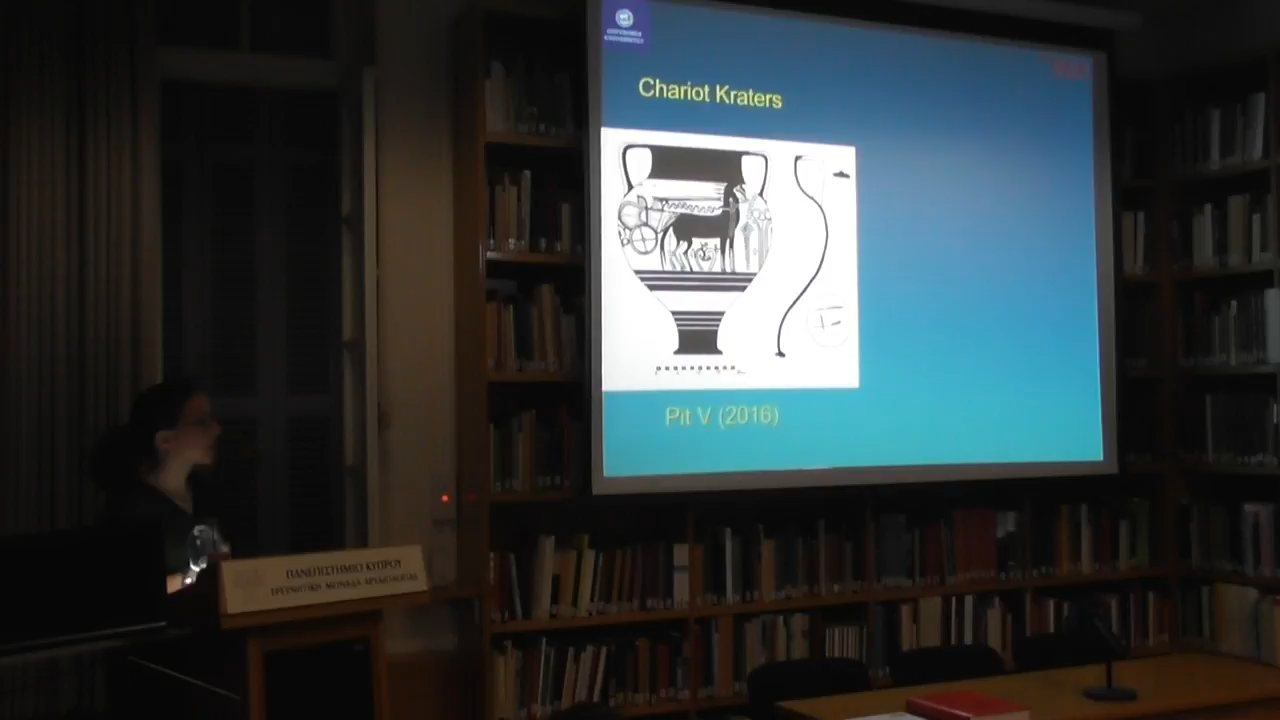 Chariot Kraters
Pit V (2016)
ΠΑΝΕΠΙΣΤΗΜΙΟ ΚΥΠΡΟΥ
ΕΡΕΥΝΗΤΙΚΗ ΜΟΝΑΔΑ ΑΡΧΑΙΟΛΟΓΙΑΣ